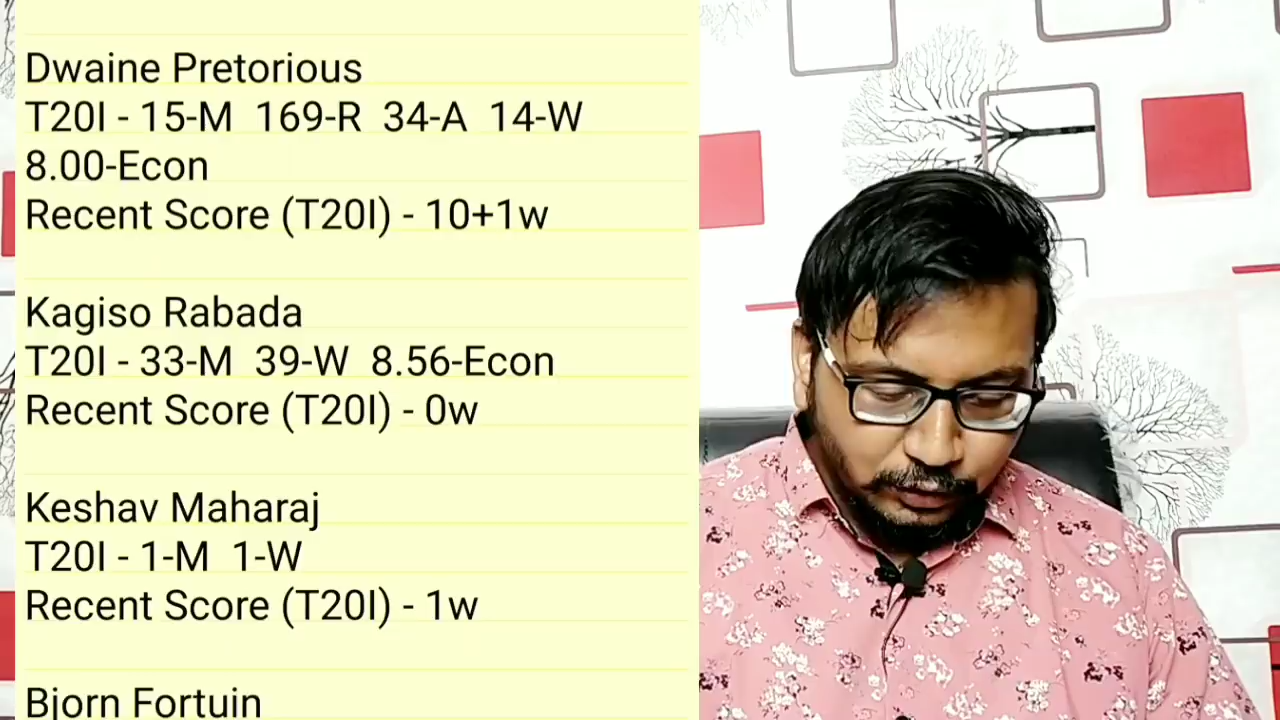 Dwaine Pretorious
T20I - 15-M 169-R 34-A 14-W
8.00-Econ
Recent Score (T20I) - 10+1w
Kagiso Rabada
T20I - 33-M 39-W 8.56-Econ
Recent Score (T20I) - 0w
Keshav Maharaj
T20I - 1-M 1-W
Recent Score (T20I) - 1w
Bjorn Fortuin